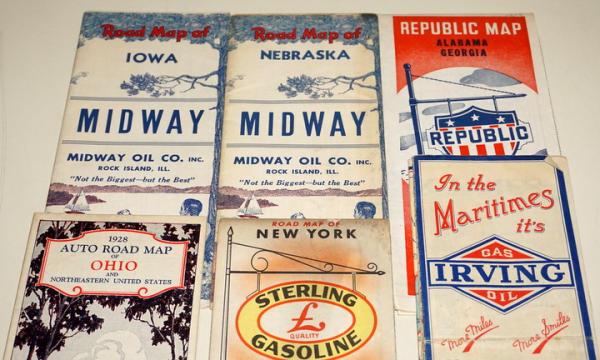 Road Map of
IOWA
MIDWAY
MIDWAY OIL CO. INC.
ROCK ISLAND, ILL.
"Not the Biggest—but the Best"
Road Map of
NEBRASKA
MIDWAY
MIDWAY OIL CO. INC.
ROCK ISLAND, ILL.
"Not the Biggest—but the Best"
REPUBLIC MAP
ALABAMA
GEORGIA
REPUBLIC
1928
AUTO ROAD MAP
OF
OHIO
AND
NORTHEASTERN UNITED STATES
ROAD MAP OF
NEW YORK
STERLING
£
QUALITY
GASOLINE
In the
Maritimes
it's
GAS
IRVING
OIL
More Miles
More Smiles